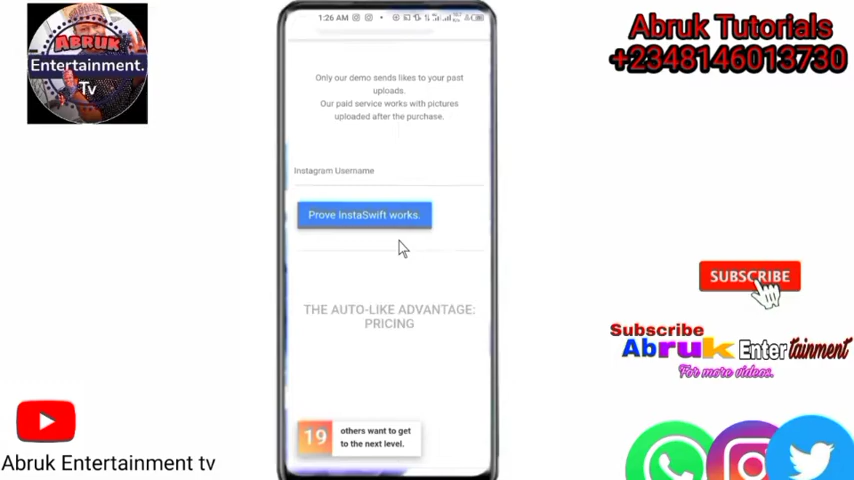 ABRUK
Entertainment.
Tv
1:26 AM
Abruk Tutorials
+2348146013730
Only our demo sends likes to your past
uploads.
Our paid service works with pictures
uploaded after the purchase.
Instagram Username
Prove InstaSwift works.
THE AUTO-LIKE ADVANTAGE:
PRICING
19
others want to get
to the next level.
SUBSCRIBE
Subscribe
Abruk Entertainment
For more videos.
Abruk Entertainment tv